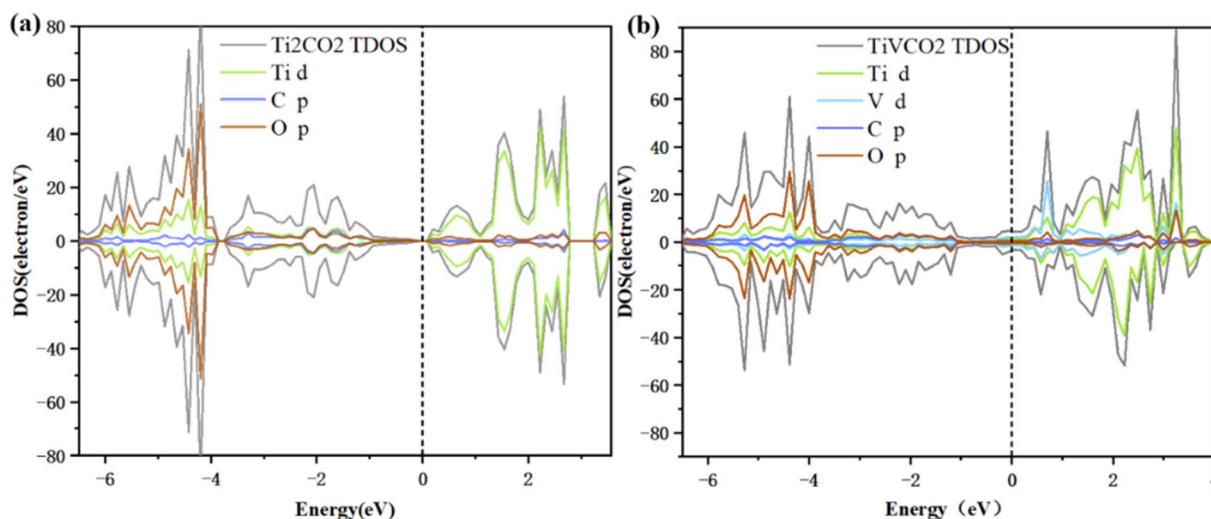 (a)
Ti2CO2 TDOS
Ti d
C p
O p
DOS(electron/eV)
80
60
40
20
0
−20
−40
−60
−80
−6
−4
−2
0
2
Energy(eV)
(b)
TiVCO2 TDOS
Ti d
V d
C p
O p
DOS(electron/eV)
80
60
40
20
0
−20
−40
−60
−80
−6
−4
−2
0
2
Energy（eV）